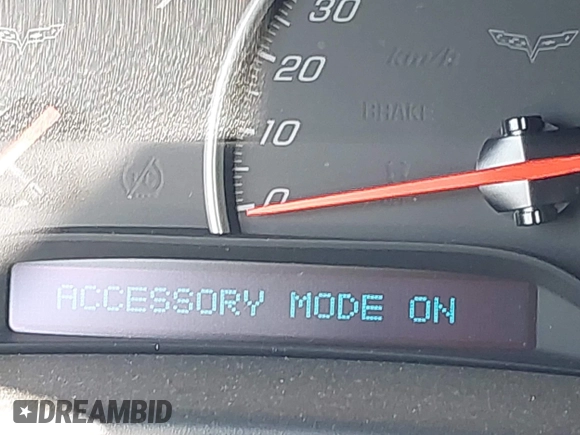 30
20
km/h
10
BRAKE
0
ACCESSORY MODE ON
DREAMBID